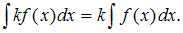 ∫kf(x)dx = k∫f(x)dx.